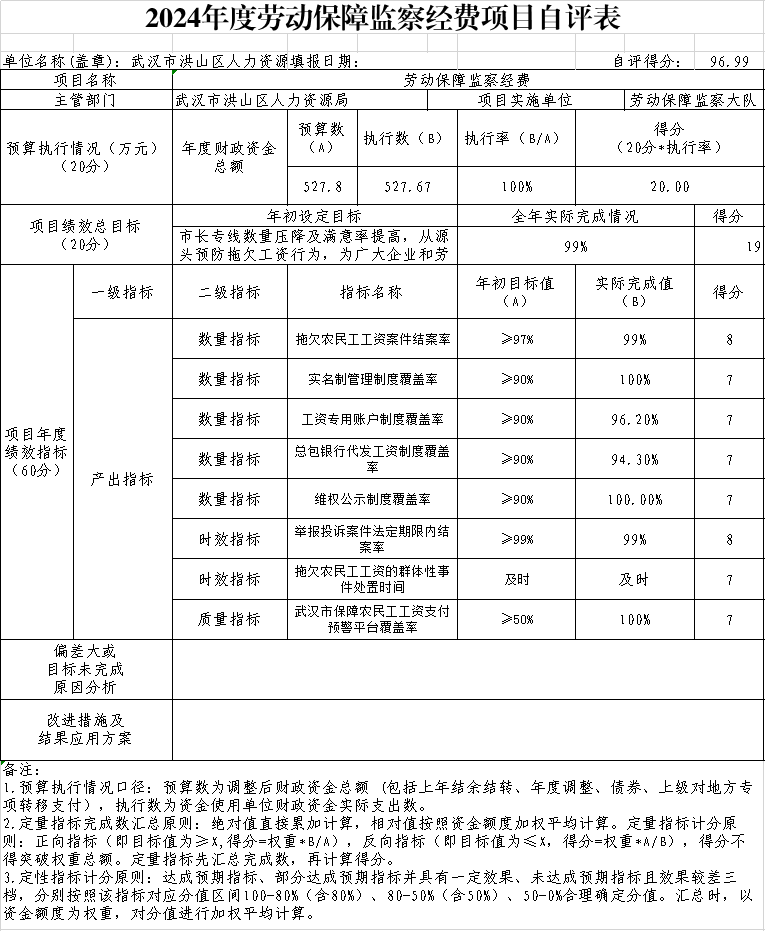 2024年度劳动保障监察经费项目自评表
单位名称(盖章): 武汉市洪山区人力资源填报日期: 自评得分: 96.99
项目名称 劳动保障监察经费
主管部门 武汉市洪山区人力资源局 项目实施单位 劳动保障监察大队
预算执行情况（万元）
（20分）
年度财政资金
总额
预算数
（A）
执行数（B）
执行率（B/A）
得分
（20分*执行率）
527.8 527.67 100% 20.00
项目绩效总目标
（20分）
年初设定目标 全年实际完成情况 得分
市长专线数量压降及满意率提高，从源
头预防拖欠工资行为，为广大企业和劳
99% 19
项目年度
绩效指标
（60分）
一级指标 二级指标 指标名称
年初目标值
（A）
实际完成值
（B）
得分
产出指标
数量指标 拖欠农民工工资案件结案率 ≥97% 99% 8
数量指标 实名制管理制度覆盖率 ≥90% 100% 7
数量指标 工资专用账户制度覆盖率 ≥90% 96.20% 7
数量指标 总包银行代发工资制度覆盖
率 ≥90% 94.30% 7
数量指标 维权公示制度覆盖率 ≥90% 100.00% 7
时效指标 举报投诉案件法定期限内结
案率 ≥99% 99% 8
时效指标 拖欠农民工工资的群体性事
件处置时间 及时 及时 7
质量指标 武汉市保障农民工工资支付
预警平台覆盖率 ≥50% 100% 7
偏差大或
目标未完成
原因分析
改进措施及
结果应用方案
备注:
1.预算执行情况口径: 预算数为调整后财政资金总额 (包括上年结余结转、年度调整、债券、上级对地方专
项转移支付），执行数为资金使用单位财政资金实际支出数。
2.定量指标完成数汇总原则: 绝对值直接累加计算，相对值按照资金额度加权平均计算。定量指标计分原
则: 正向指标（即目标值为≥X,得分=权重*B/A），反向指标（即目标值为≤X，得分=权重*A/B），得分不
得突破权重总额。定量指标先汇总完成数，再计算得分。
3.定性指标计分原则: 达成预期指标、部分达成预期指标并具有一定效果、未达成预期指标且效果较差三
档，分别按照该指标对应分值区间100-80%（含80%）、80-50%（含50%）、50-0%合理确定分值。汇总时，以
资金额度为权重，对分值进行加权平均计算。